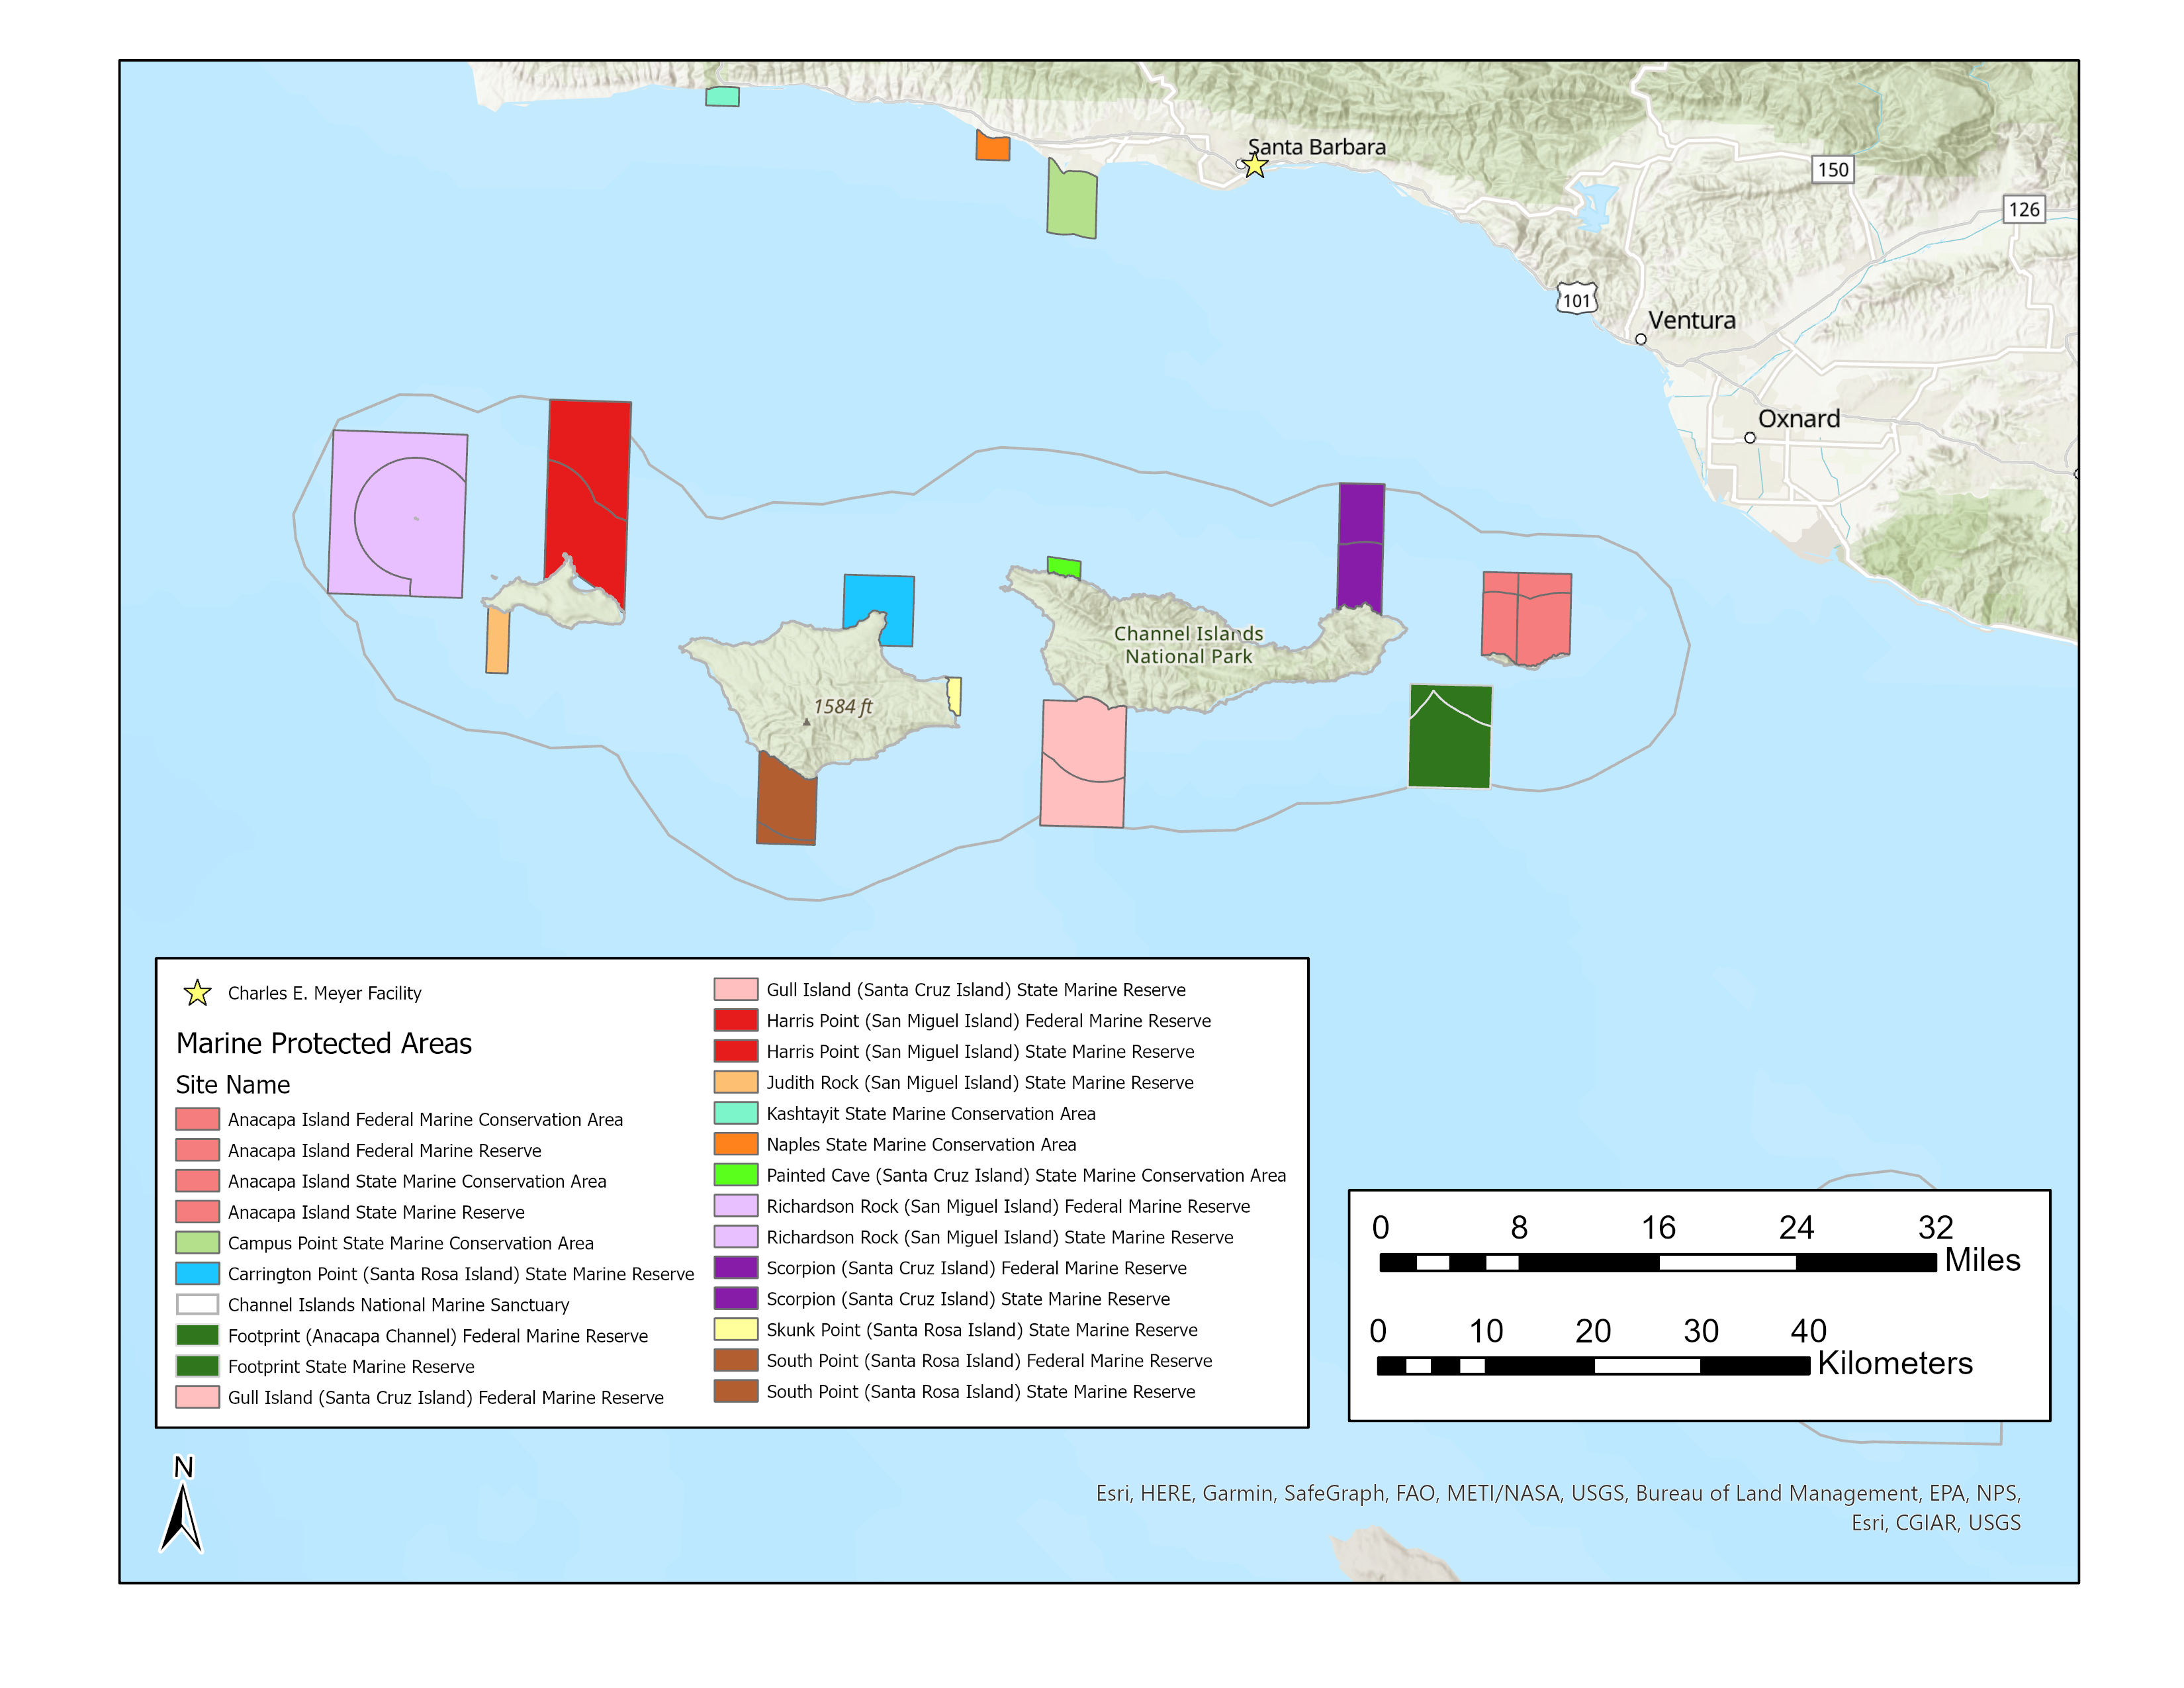 Santa Barbara
150
126
101
Ventura
Oxnard
Channel Islands
National Park
1584 ft
Charles E. Meyer Facility
Marine Protected Areas
Site Name
Anacapa Island Federal Marine Conservation Area
Anacapa Island Federal Marine Reserve
Anacapa Island State Marine Conservation Area
Anacapa Island State Marine Reserve
Campus Point State Marine Conservation Area
Carrington Point (Santa Rosa Island) State Marine Reserve
Channel Islands National Marine Sanctuary
Footprint (Anacapa Channel) Federal Marine Reserve
Footprint State Marine Reserve
Gull Island (Santa Cruz Island) Federal Marine Reserve
Gull Island (Santa Cruz Island) State Marine Reserve
Harris Point (San Miguel Island) Federal Marine Reserve
Harris Point (San Miguel Island) State Marine Reserve
Judith Rock (San Miguel Island) State Marine Reserve
Kashtayit State Marine Conservation Area
Naples State Marine Conservation Area
Painted Cave (Santa Cruz Island) State Marine Conservation Area
Richardson Rock (San Miguel Island) Federal Marine Reserve
Richardson Rock (San Miguel Island) State Marine Reserve
Scorpion (Santa Cruz Island) Federal Marine Reserve
Scorpion (Santa Cruz Island) State Marine Reserve
Skunk Point (Santa Rosa Island) State Marine Reserve
South Point (Santa Rosa Island) Federal Marine Reserve
South Point (Santa Rosa Island) State Marine Reserve
0 8 16 24 32
Miles
0 10 20 30 40
Kilometers
N
Esri, HERE, Garmin, SafeGraph, FAO, METI/NASA, USGS, Bureau of Land Management, EPA, NPS,
Esri, CGIAR, USGS